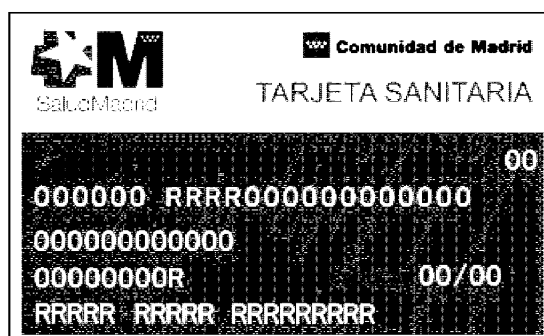 M
Comunidad de Madrid
SaludMadrid
TARJETA SANITARIA
00
000000 RRRR000000000000
000000000000
00000000R 00/00
RRRRR RRRRR RRRRRRRRR